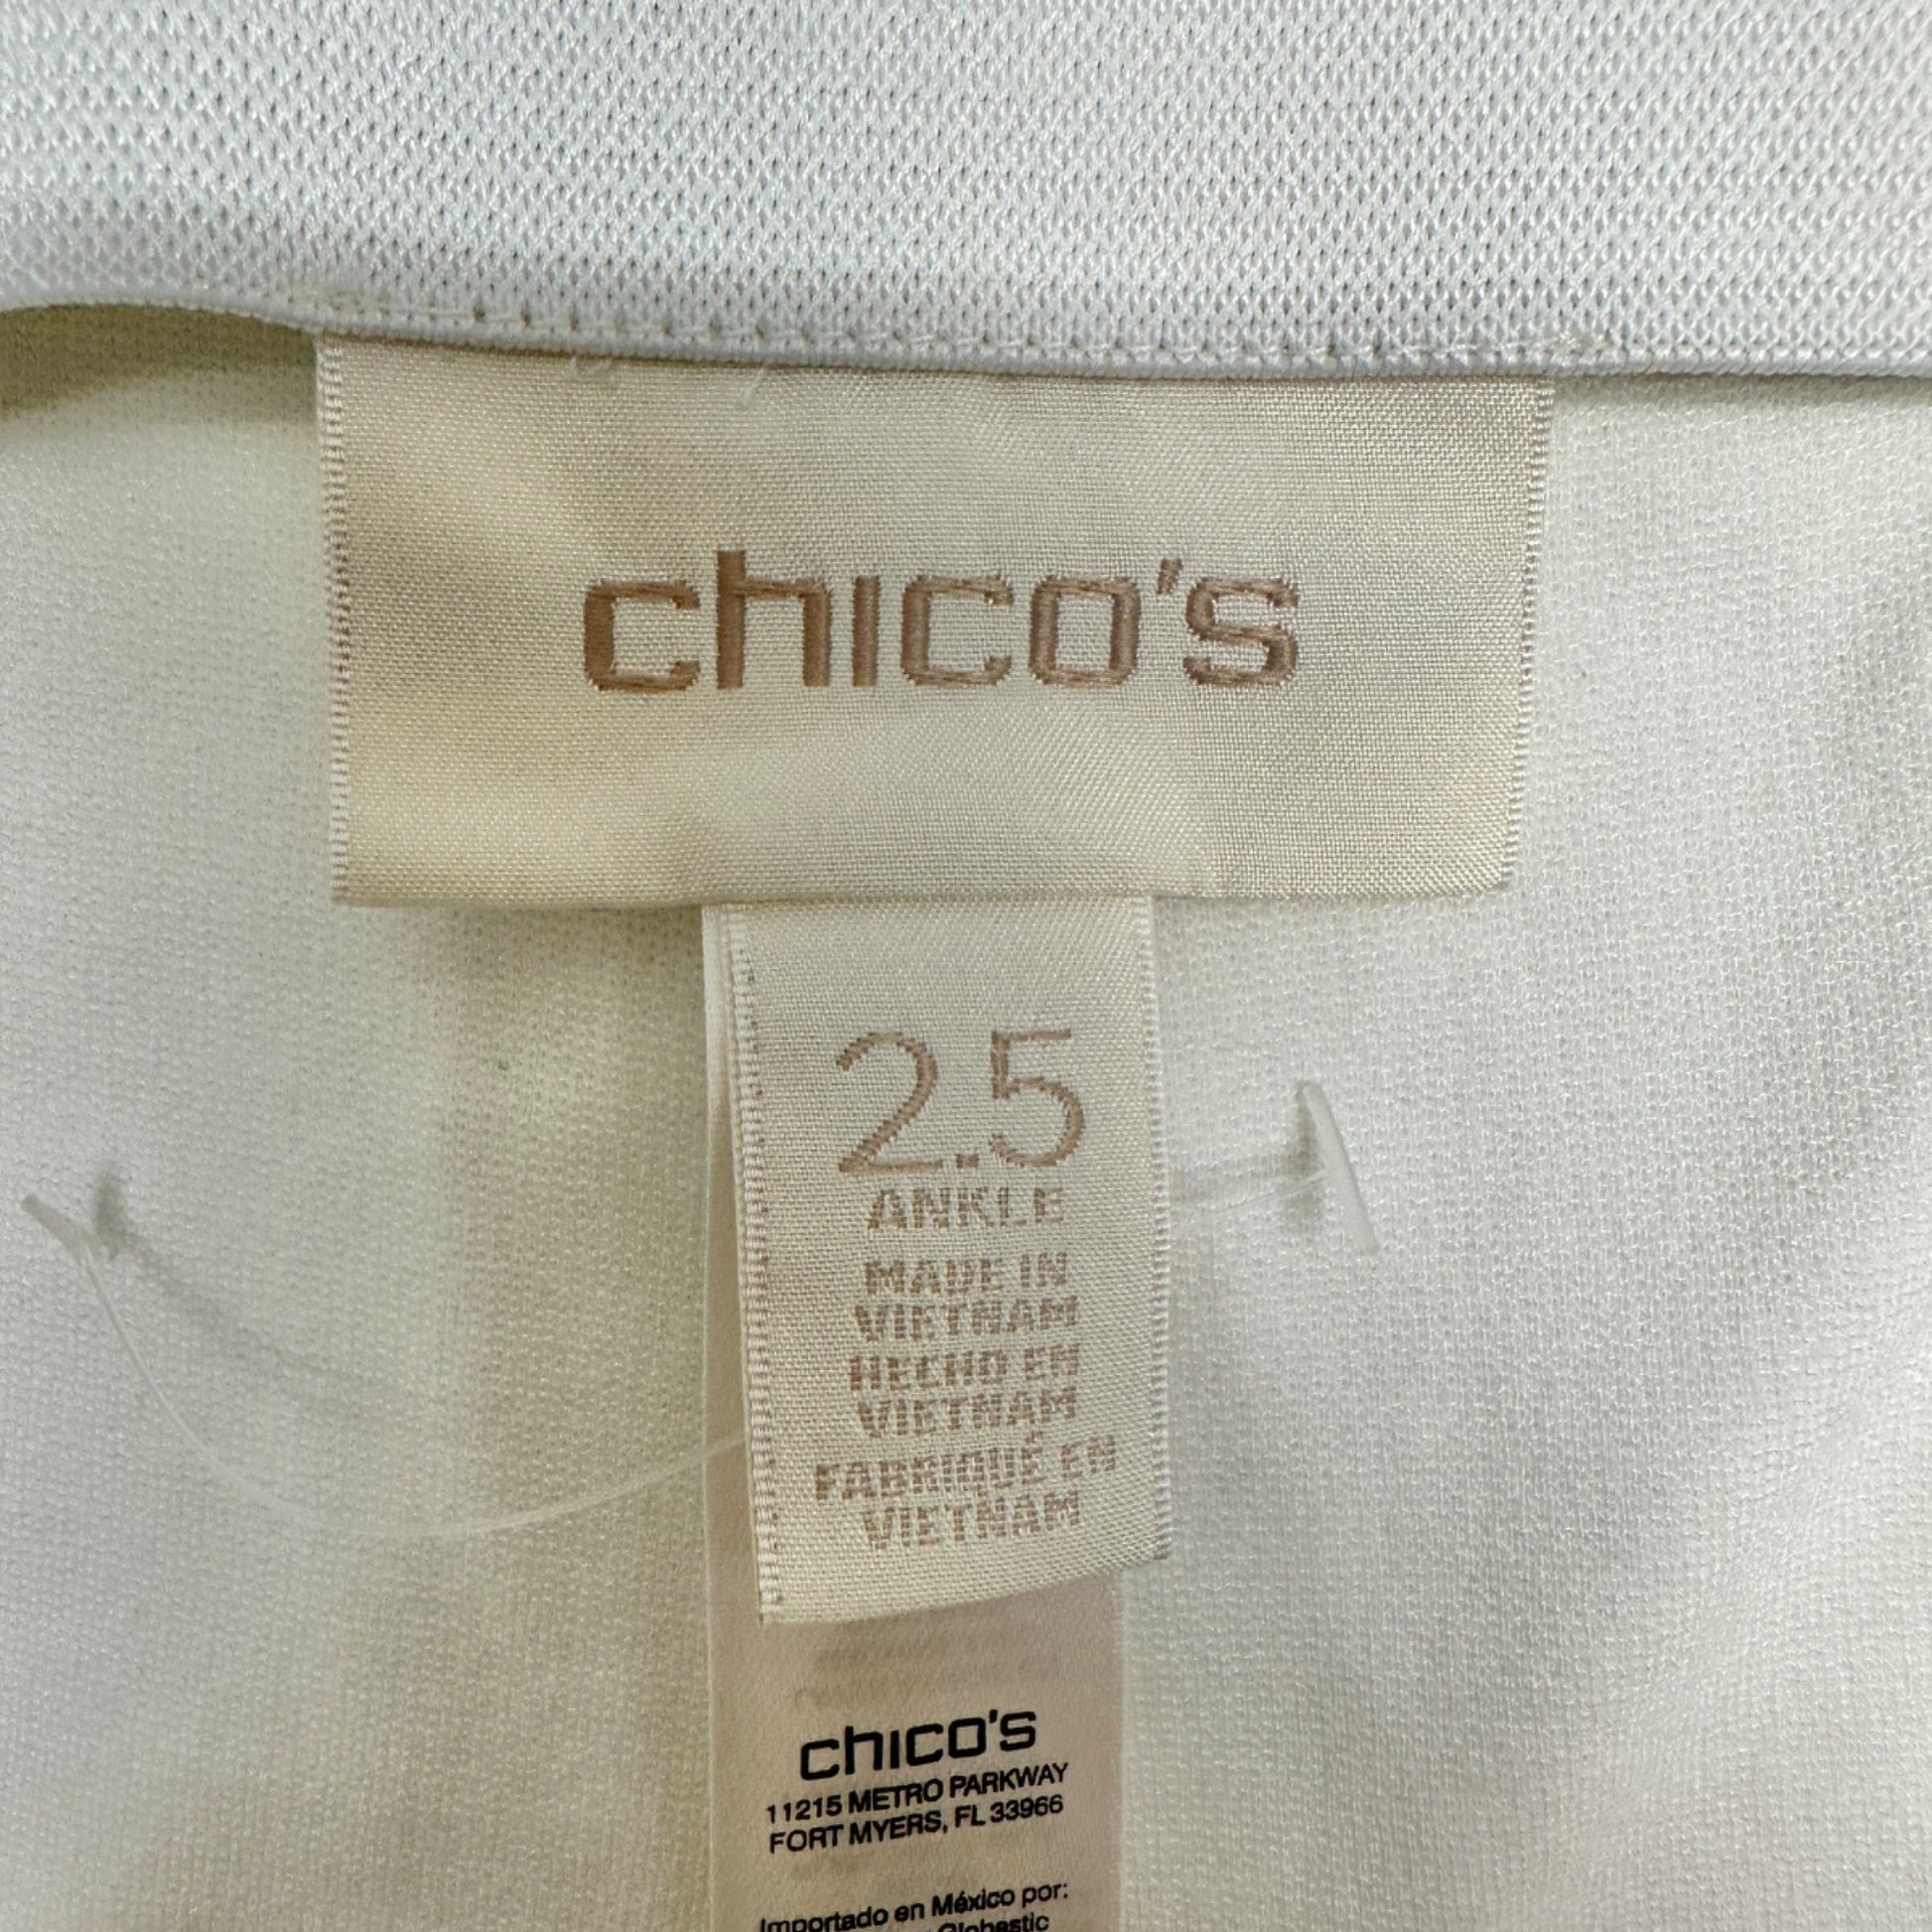 chico's
2.5
ANKLE
MADE IN
VIETNAM
HECHO EN
VIETNAM
FABRIQUÉ EN
VIETNAM
chico's
11215 METRO PARKWAY
FORT MYERS, FL 33966
Importado en México por:
Globastic